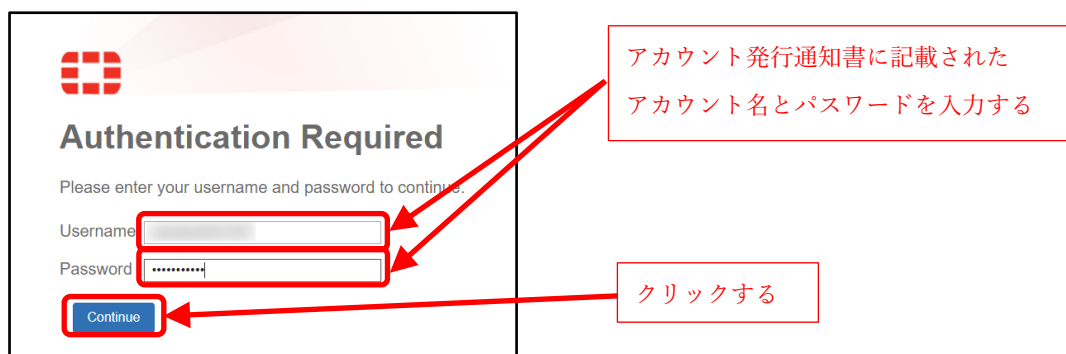 アカウント発行通知書に記載された
アカウント名とパスワードを入力する
Authentication Required
Please enter your username and password to continue.
Username
Password •••••••••••
クリックする
Continue